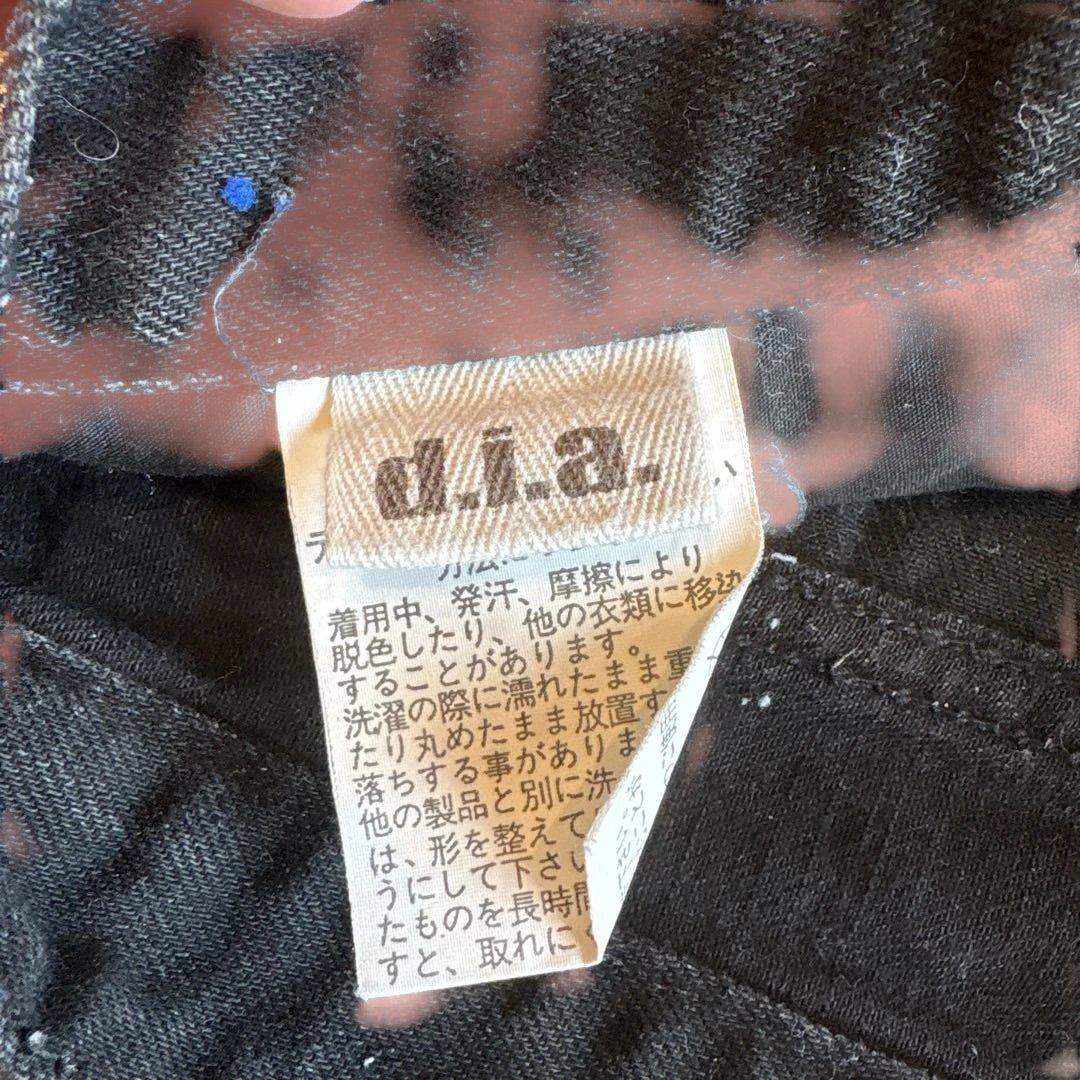 d.i.a.
着用中、発汗、摩擦により
脱色したり、他の衣類に移
することがあります。
洗濯の際に濡れたまま重
たり丸めたまま放置す
落ちする事がありま
他の製品と別に洗
は、形を整えて
うにして下さい
たものを長時間
すと、取れにく